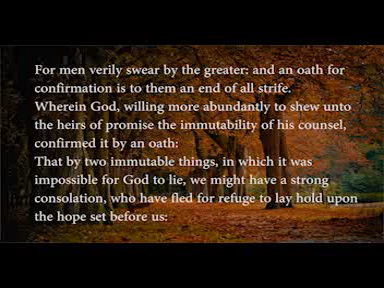 For men verily swear by the greater: and an oath for
confirmation is to them an end of all strife.
Wherein God, willing more abundantly to shew unto
the heirs of promise the immutability of his counsel,
confirmed it by an oath:
That by two immutable things, in which it was
impossible for God to lie, we might have a strong
consolation, who have fled for refuge to lay hold upon
the hope set before us: